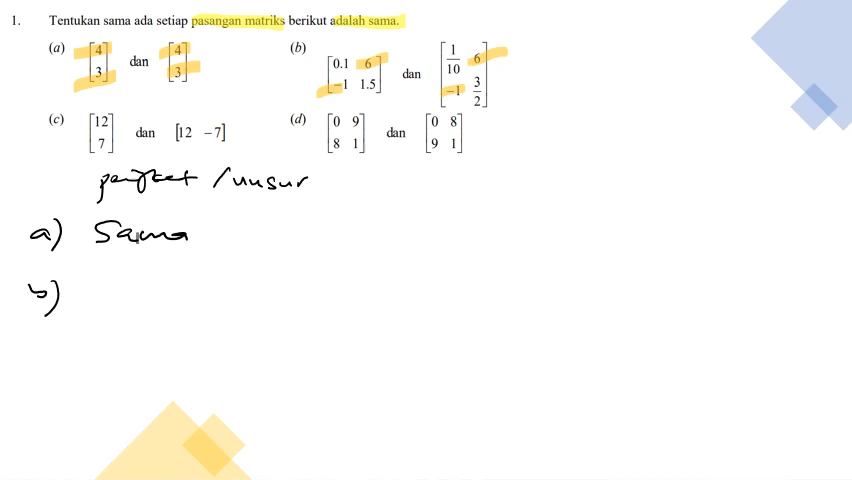 1. Tentukan sama ada setiap pasangan matriks berikut adalah sama.
(a) [4 3] dan [4 3] (b) [0.1 6 −1 1.5] dan [1/10 6 −1 3/2]
(c) [12 7] dan [12 −7] (d) [0 9 8 1] dan [0 8 9 1]
peringkat /unsur
a) Sama
b)